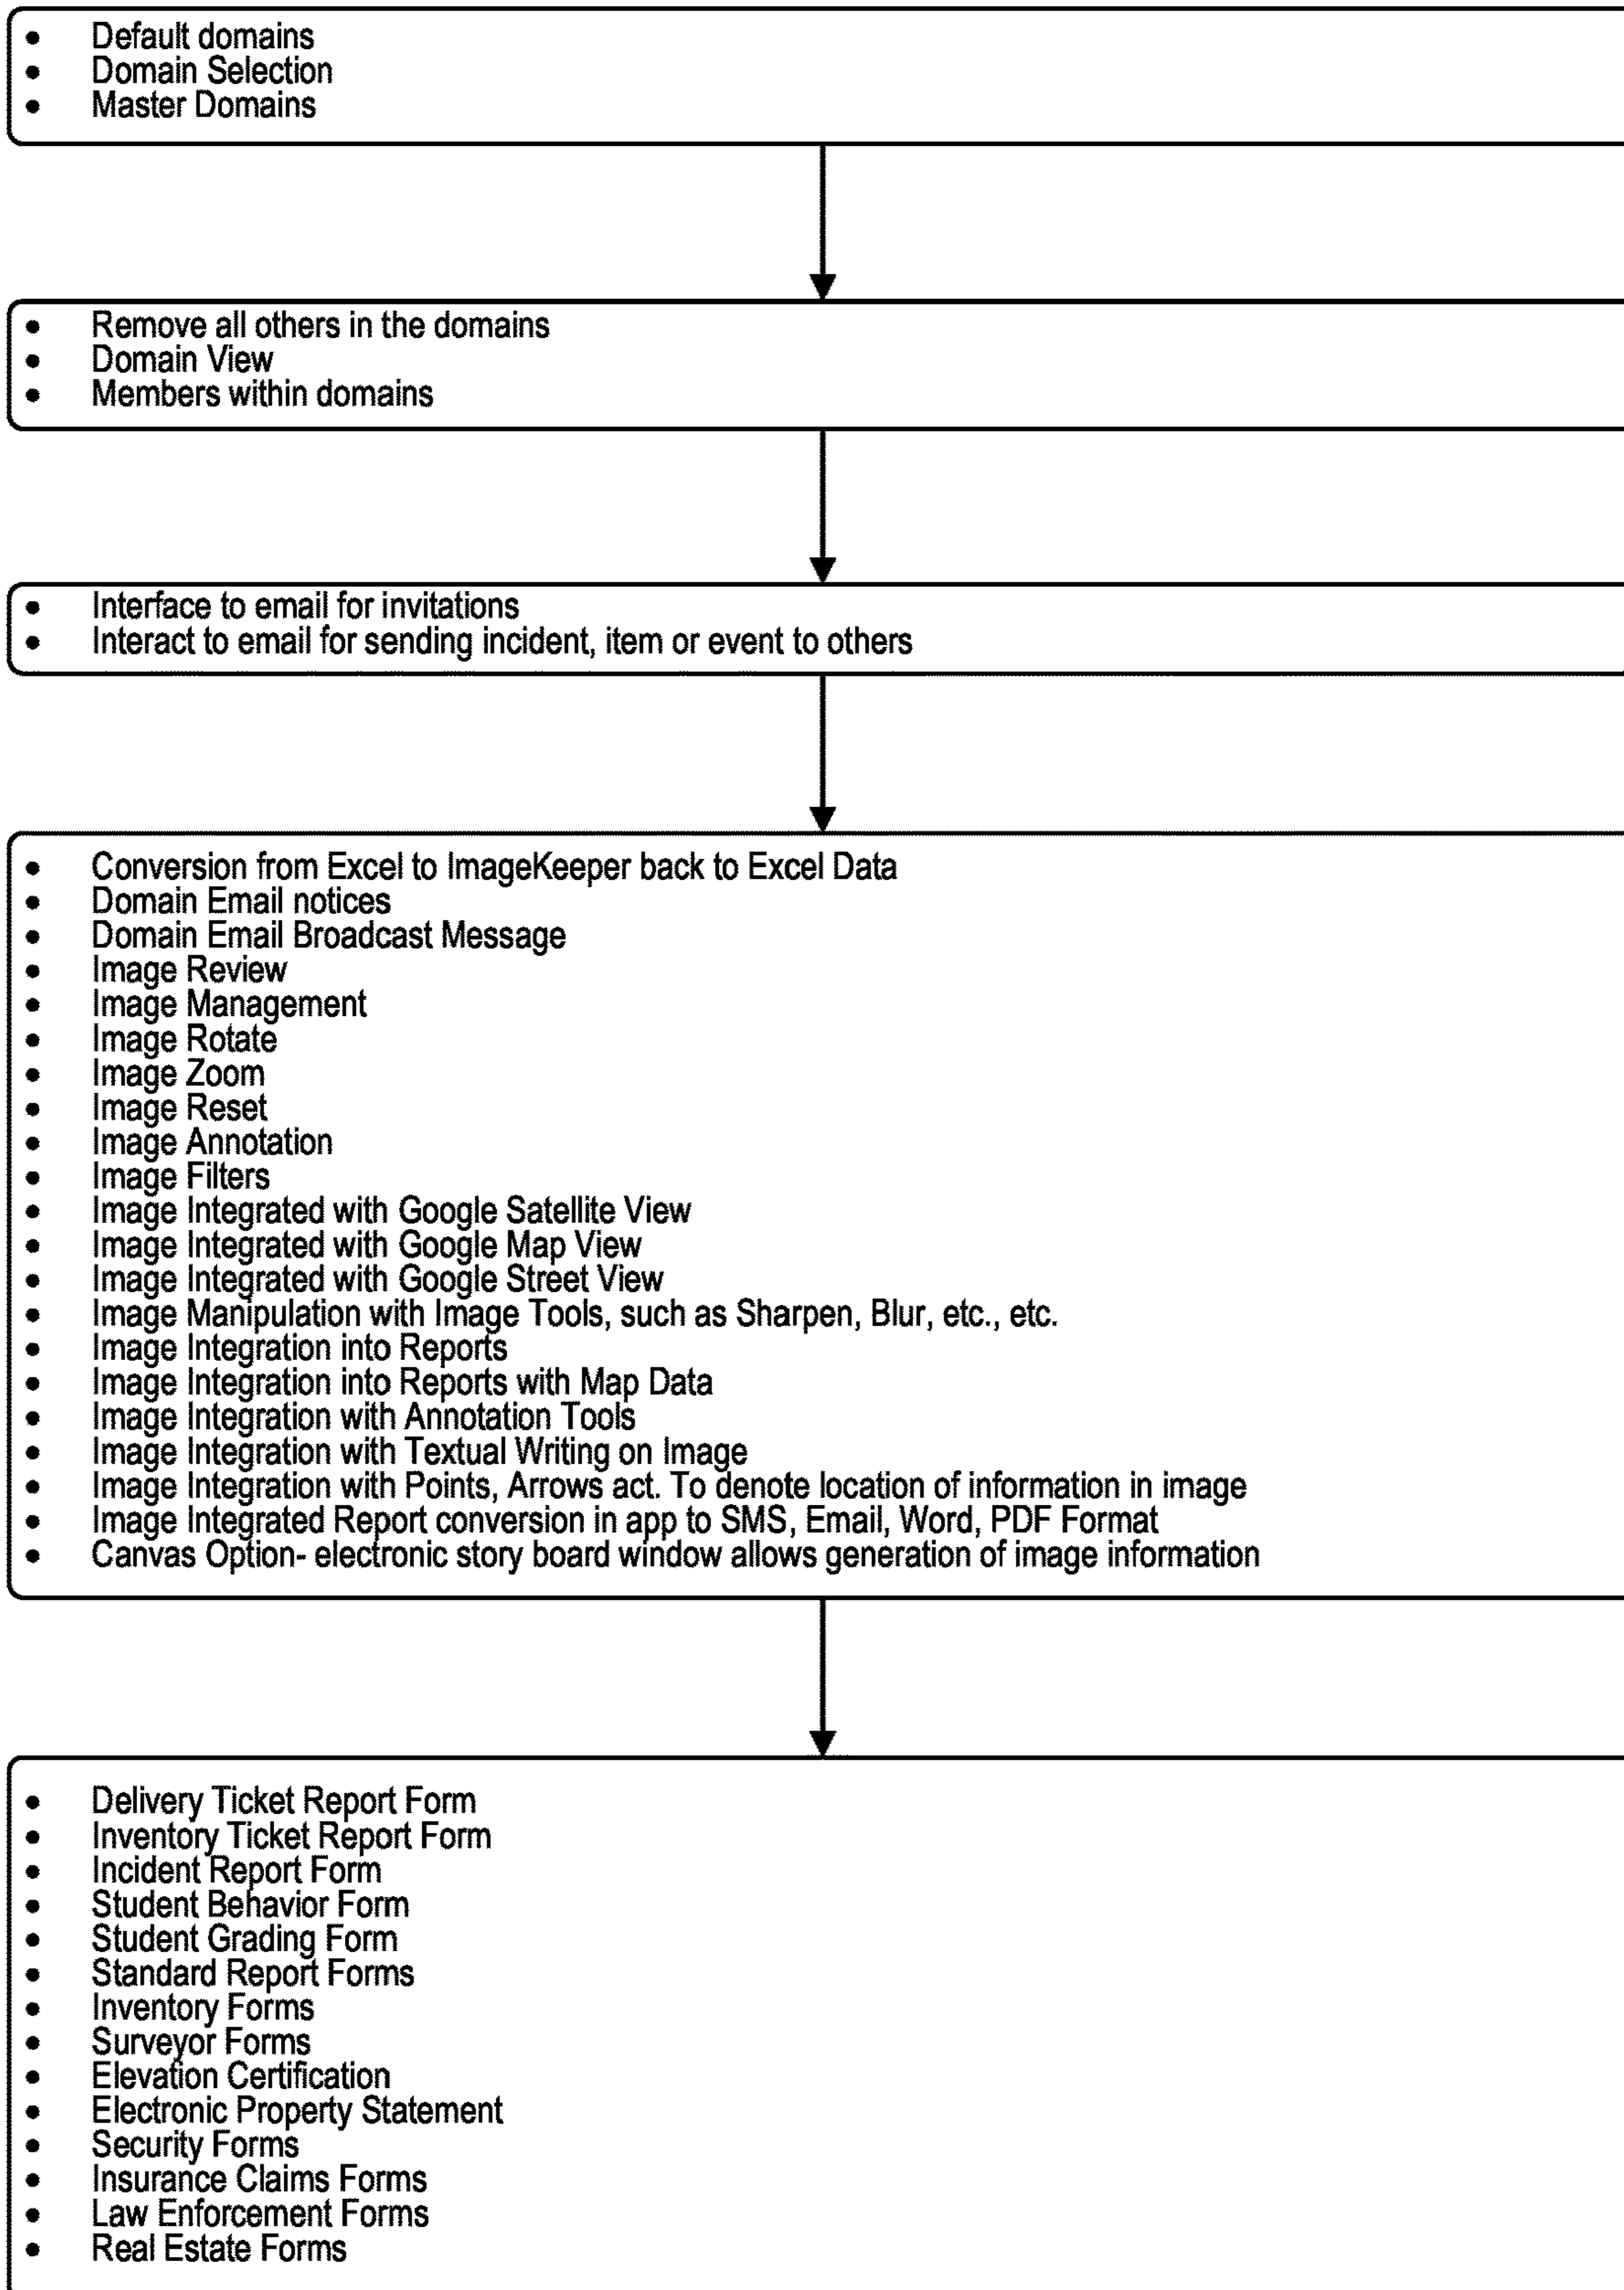 • Default domains
• Domain Selection
• Master Domains
• Remove all others in the domains
• Domain View
• Members within domains
• Interface to email for invitations
• Interact to email for sending incident, item or event to others
• Conversion from Excel to ImageKeeper back to Excel Data
• Domain Email notices
• Domain Email Broadcast Message
• Image Review
• Image Management
• Image Rotate
• Image Zoom
• Image Reset
• Image Annotation
• Image Filters
• Image Integrated with Google Satellite View
• Image Integrated with Google Map View
• Image Integrated with Google Street View
• Image Manipulation with Image Tools, such as Sharpen, Blur, etc., etc.
• Image Integration into Reports
• Image Integration into Reports with Map Data
• Image Integration with Annotation Tools
• Image Integration with Textual Writing on Image
• Image Integration with Points, Arrows act. To denote location of information in image
• Image Integrated Report conversion in app to SMS, Email, Word, PDF Format
• Canvas Option- electronic story board window allows generation of image information
• Delivery Ticket Report Form
• Inventory Ticket Report Form
• Incident Report Form
• Student Behavior Form
• Student Grading Form
• Standard Report Forms
• Inventory Forms
• Surveyor Forms
• Elevation Certification
• Electronic Property Statement
• Security Forms
• Insurance Claims Forms
• Law Enforcement Forms
• Real Estate Forms